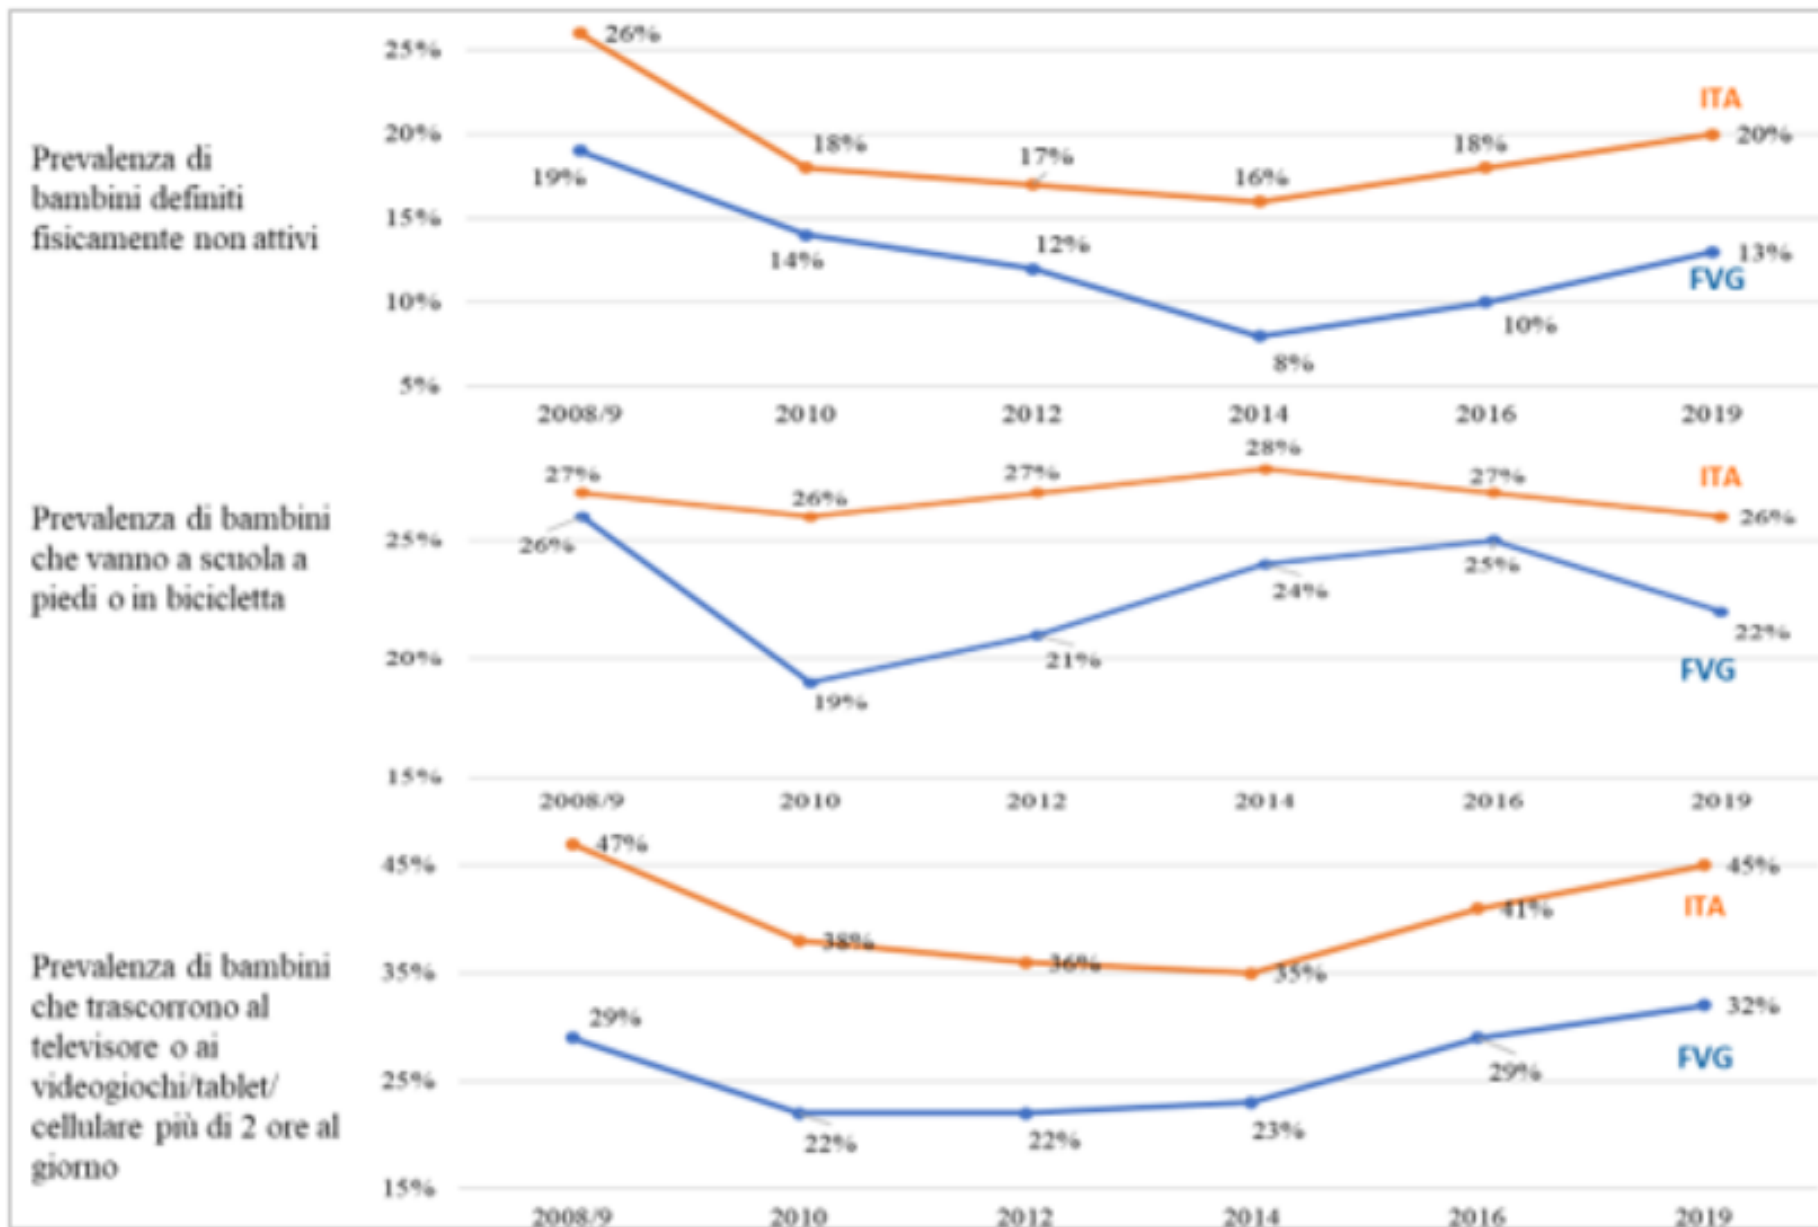 25%
26%
ITA
20%
18%
17%
16%
18%
20%
Prevalenza di
bambini definiti
fisicamente non attivi
19%
15%
14%
12%
13%
FVG
10%
10%
8%
5%
2008/9 2010 2012 2014 2016 2019
27%
26%
27%
28%
27%
ITA
26%
Prevalenza di bambini
che vanno a scuola a
piedi o in bicicletta
25%
26%
24%
25%
22%
20%
19%
21%
FVG
15%
2008/9 2010 2012 2014 2016 2019
47%
45%
45%
ITA
41%
38%
36%
35%
35%
Prevalenza di bambini
che trascorrono al
televisore o ai
videogiochi/tablet/
cellulare più di 2 ore al
giorno
29%
32%
FVG
29%
25%
22%
22%
23%
15%
2008/9 2010 2012 2014 2016 2019